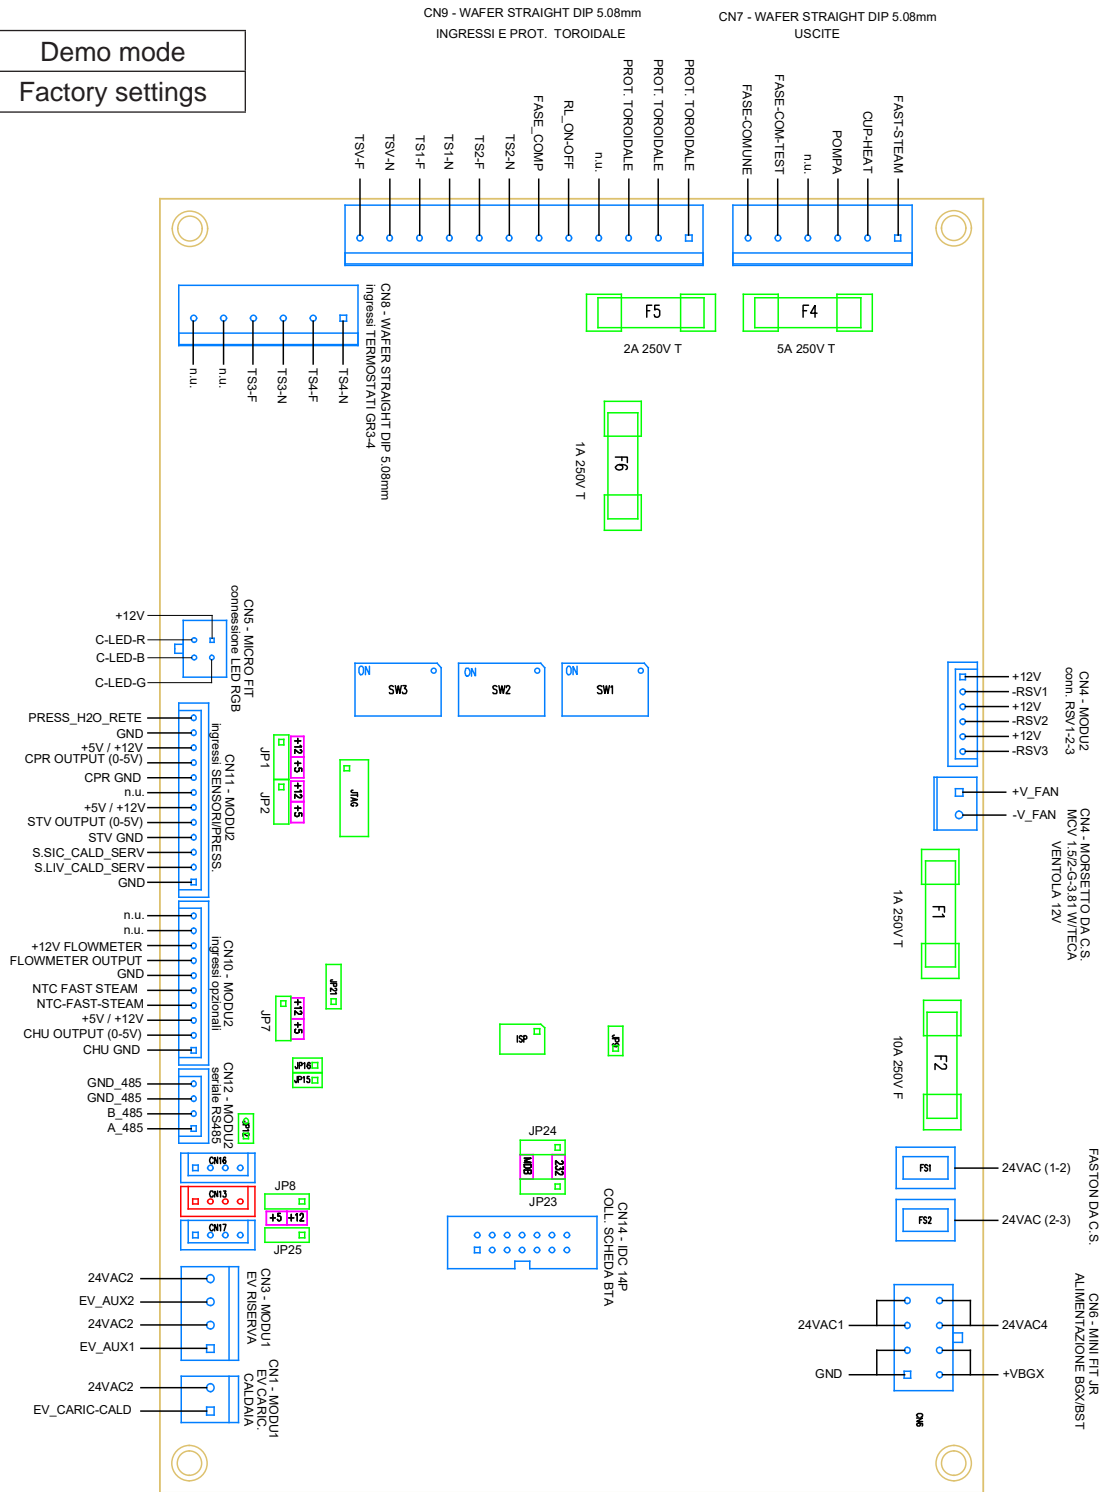 CN9 - WAFER STRAIGHT DIP 5.08mm
INGRESSI E PROT. TOROIDALE
CN7 - WAFER STRAIGHT DIP 5.08mm
USCITE
Demo mode
Factory settings
TSV-F
TSV-N
TS1-F
TS1-N
TS2-F
TS2-N
FASE_COMP
RL_ON-OFF
n.u.
PROT. TOROIDALE
PROT. TOROIDALE
PROT. TOROIDALE
FASE-COMUNE
FASE-COM-TEST
n.u.
POMPA
CUP-HEAT
FAST-STEAM
F5
2A 250V T
F4
5A 250V T
CN8 - WAFER STRAIGHT DIP 5.08mm
ingressi TERMOSTATI GR3-4
n.u.
n.u.
TS3-F
TS3-N
TS4-F
TS4-N
F6
1A 250V T
CN5 - MICRO FIT
connessione LED RGB
+12V
C-LED-R
C-LED-B
C-LED-G
ON
SW3
ON
SW2
ON
SW1
+12V
-RSV1
+12V
-RSV2
+12V
-RSV3
CN4 - MODU2
conn. RSV1-2-3
PRESS_H2O_RETE
GND
+5V / +12V
CPR OUTPUT (0-5V)
CPR GND
n.u.
+5V / +12V
STV OUTPUT (0-5V)
STV GND
S.SIC_CALD_SERV
S.LIV_CALD_SERV
GND
CN11 - MODU2
ingressi SENSORI/PRESS.
JP1
+12 +5
JP2
+12 +5
JTAG
+V_FAN
-V_FAN
CN4 - MORSETTO DA C.S.
MCV 1.5/2-G-3.81 W/TECA
VENTOLA 12V
F1
1A 250V T
n.u.
n.u.
+12V FLOWMETER
FLOWMETER OUTPUT
GND
NTC FAST STEAM
NTC-FAST-STEAM
+5V / +12V
CHU OUTPUT (0-5V)
CHU GND
CN10 - MODU2
ingressi opzionali
JP7
+12 +5
JP21
JP16
JP15
ISP
JP9
F2
10A 250V F
GND_485
GND_485
B_485
A_485
CN12 - MODU2
seriale RS485
JP12
CN16
CN13
CN17
JP8
+5 +12
JP25
JP24
MDB
232
JP23
CN14 - IDC 14P
COLL. SCHEDA BTA
FS1
24VAC (1-2)
FS2
24VAC (2-3)
FASTON DA C.S.
24VAC2
EV_AUX2
24VAC2
EV_AUX1
CN3 - MODU1
EV RISERVA
24VAC2
EV_CARIC-CALD
CN1 - MODU1
EV CARIC.
CALDAIA
24VAC1
GND
24VAC4
+VBGX
CN6 - MINI FIT JR
ALIMENTAZIONE BGX/BST
CN6